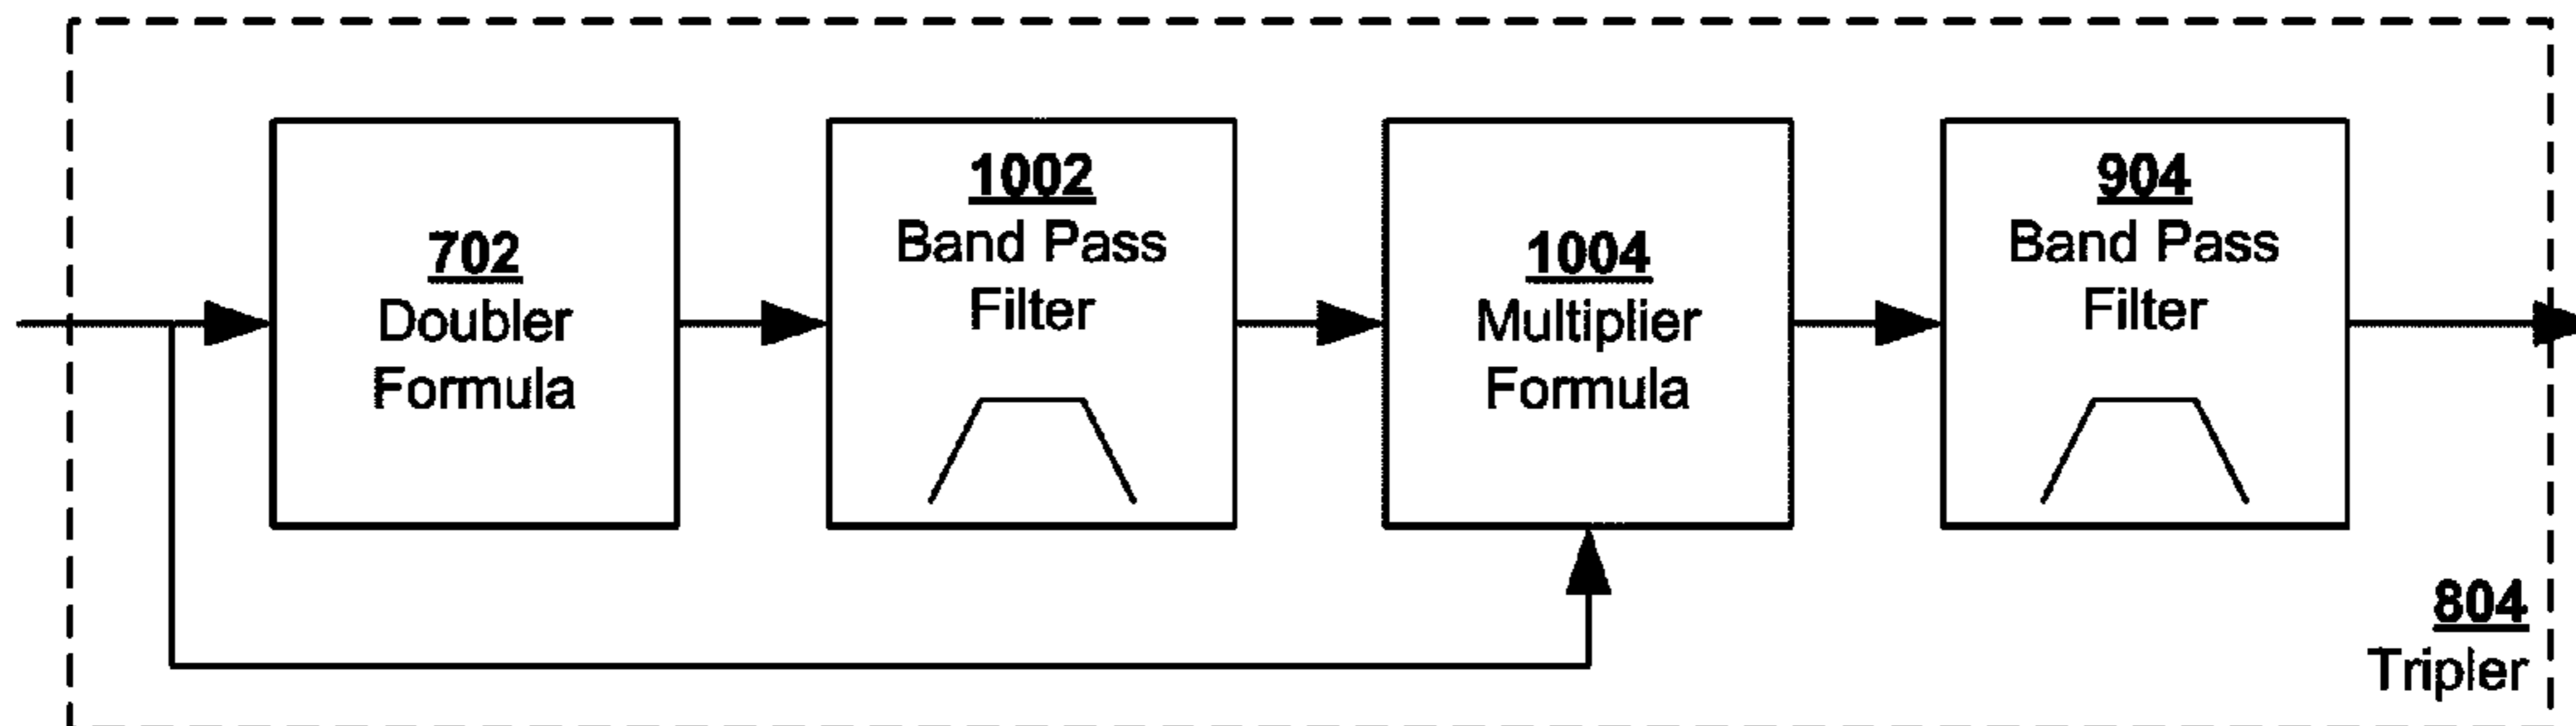 702
Doubler
Formula
1002
Band Pass
Filter
1004
Multiplier
Formula
904
Band Pass
Filter
804
Tripler